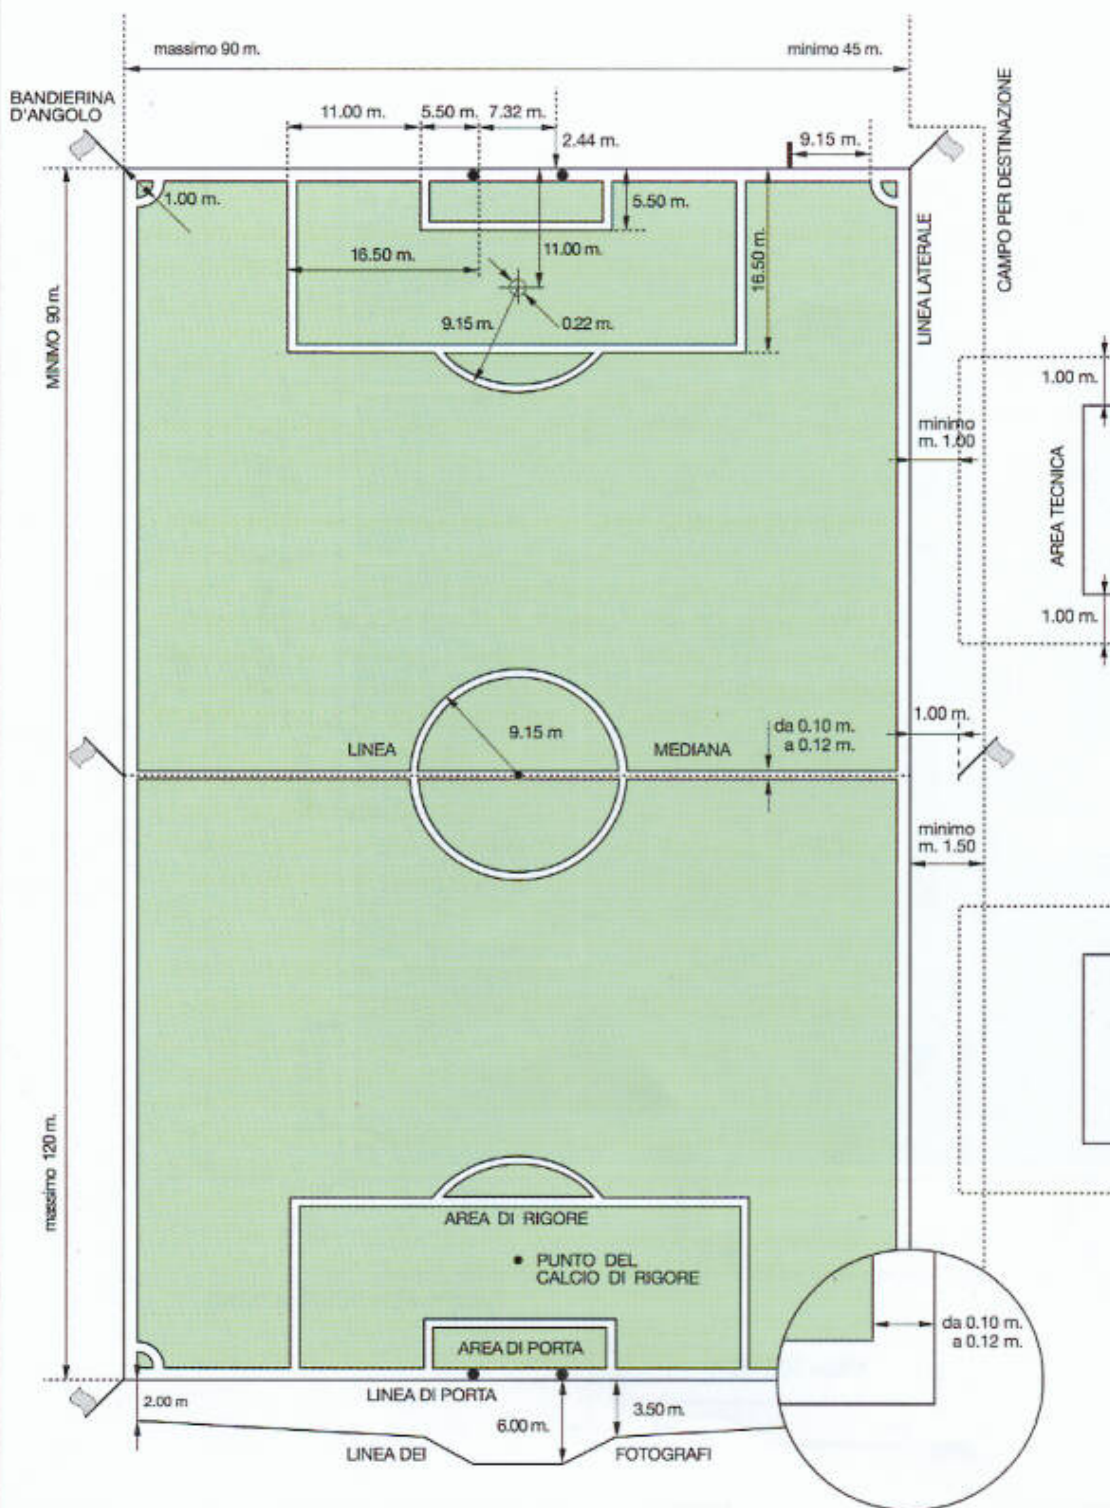 massimo 90 m.
minimo 45 m.
BANDIERINA
D'ANGOLO
11.00 m.
5.50 m.
7.32 m.
2.44 m.
9.15 m.
CAMPO PER DESTINAZIONE
1.00 m.
5.50 m.
11.00 m.
16.50 m.
16.50 m.
LINEA LATERALE
9.15 m.
0.22 m.
MINIMO 90 m.
1.00 m.
minimo
m. 1.00
AREA TECNICA
1.00 m.
1.00 m.
9.15 m
LINEA
MEDIANA
da 0.10 m.
a 0.12 m.
minimo
m. 1.50
massimo 120 m.
AREA DI RIGORE
PUNTO DEL
CALCIO DI RIGORE
AREA DI PORTA
da 0.10 m.
a 0.12 m.
LINEA DI PORTA
2.00 m
6.00 m.
3.50 m.
LINEA DEI
FOTOGRAFI